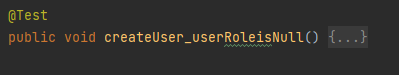 @Test
public void createUser_userRoleisNull() {...}